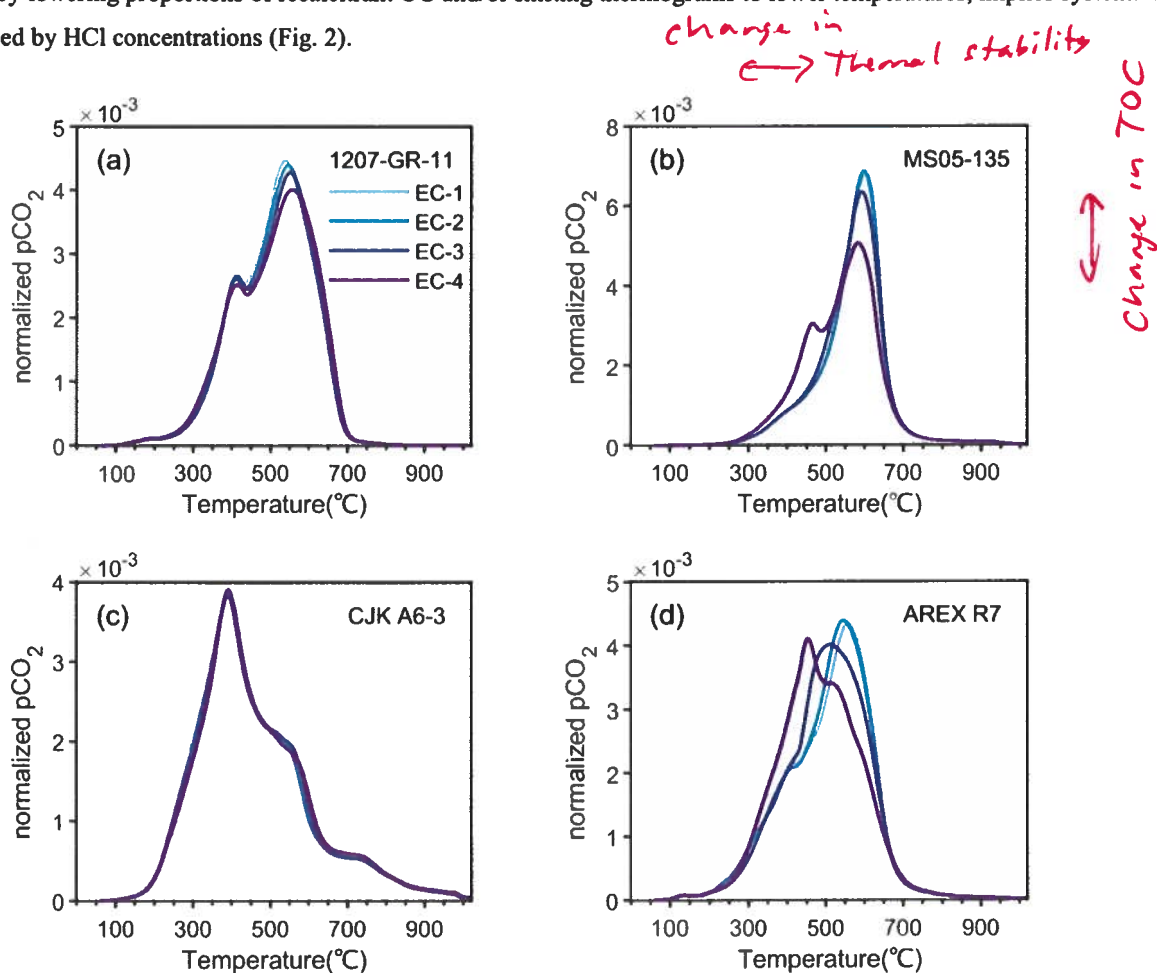 by lowering proportions of recalcitrant OC and/or shifting thermograms to lower temperatures, implies
ed by HCl concentrations (Fig. 2).
change in
↔ Thermal stability
Change in TOC
× 10⁻³
(a) 1207-GR-11
EC-1
EC-2
EC-3
EC-4
5
4
3
2
1
0
normalized pCO₂
100 300 500 700 900
Temperature(℃)
× 10⁻³
(b) MS05-135
8
6
4
2
0
normalized pCO₂
100 300 500 700 900
Temperature(℃)
× 10⁻³
(c) CJK A6-3
4
3
2
1
0
normalized pCO₂
100 300 500 700 900
Temperature(℃)
× 10⁻³
(d) AREX R7
5
4
3
2
1
0
normalized pCO₂
100 300 500 700 900
Temperature(℃)